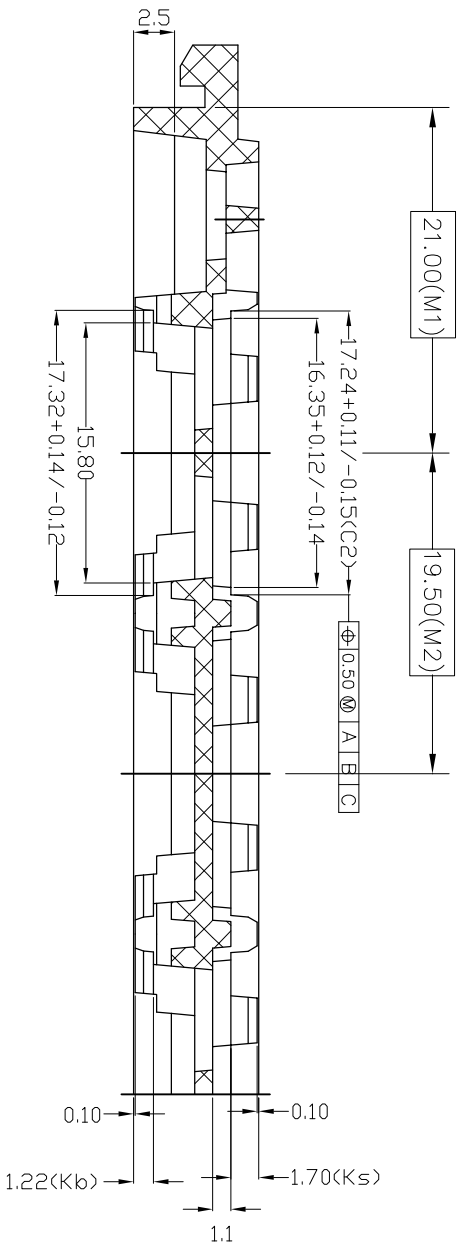 2.5
21.00(M1)
19.50(M2)
17.24+0.11/-0.15(C2)
⌖ 0.50 Ⓜ A B C
16.35+0.12/-0.14
15.80
17.32+0.14/-0.12
0.10
0.10
1.22(Kb)
1.70(Ks)
1.1